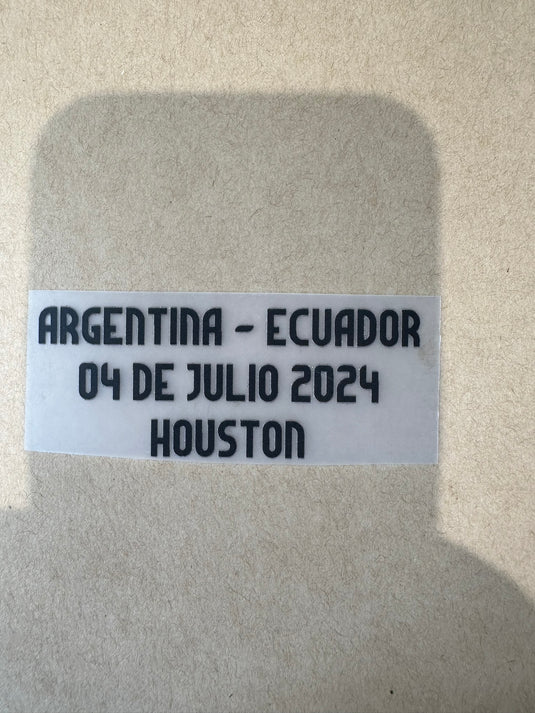 ARGENTINA - ECUADOR
04 DE JULIO 2024
HOUSTON